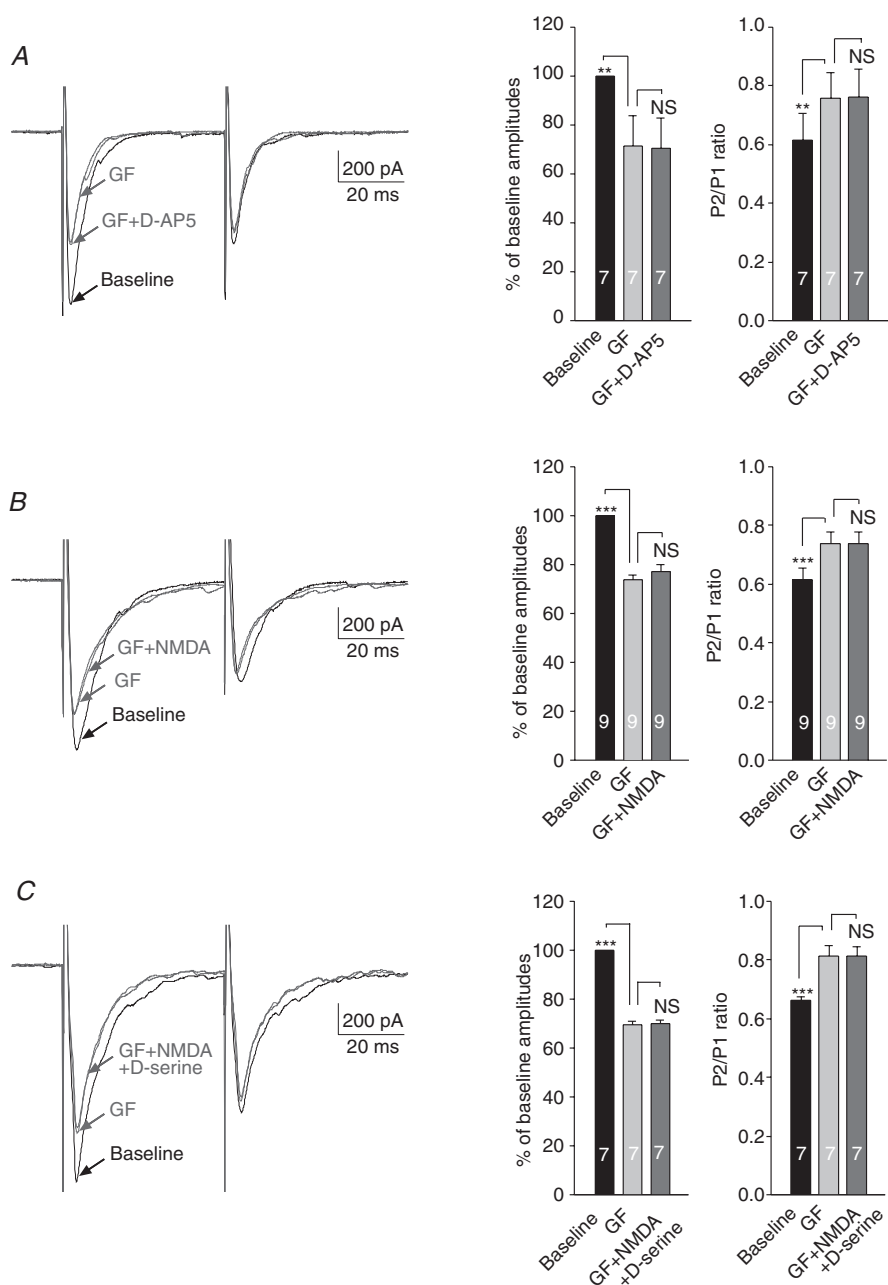 A
GF
GF+D-AP5
Baseline
200 pA
20 ms
% of baseline amplitudes
120
100
80
60
40
20
0
**
NS
7
7
7
Baseline
GF
GF+D-AP5
P2/P1 ratio
1.0
0.8
0.6
0.4
0.2
0.0
**
NS
7
7
7
Baseline
GF
GF+D-AP5
B
GF+NMDA
GF
Baseline
200 pA
20 ms
% of baseline amplitudes
120
100
80
60
40
20
0
***
NS
9
9
9
Baseline
GF
GF+NMDA
P2/P1 ratio
1.0
0.8
0.6
0.4
0.2
0.0
***
NS
9
9
9
Baseline
GF
GF+NMDA
C
GF+NMDA
+D-serine
GF
Baseline
200 pA
20 ms
% of baseline amplitudes
120
100
80
60
40
20
0
***
NS
7
7
7
Baseline
GF
GF+NMDA
+D-serine
P2/P1 ratio
1.0
0.8
0.6
0.4
0.2
0.0
***
NS
7
7
7
Baseline
GF
GF+NMDA
+D-serine